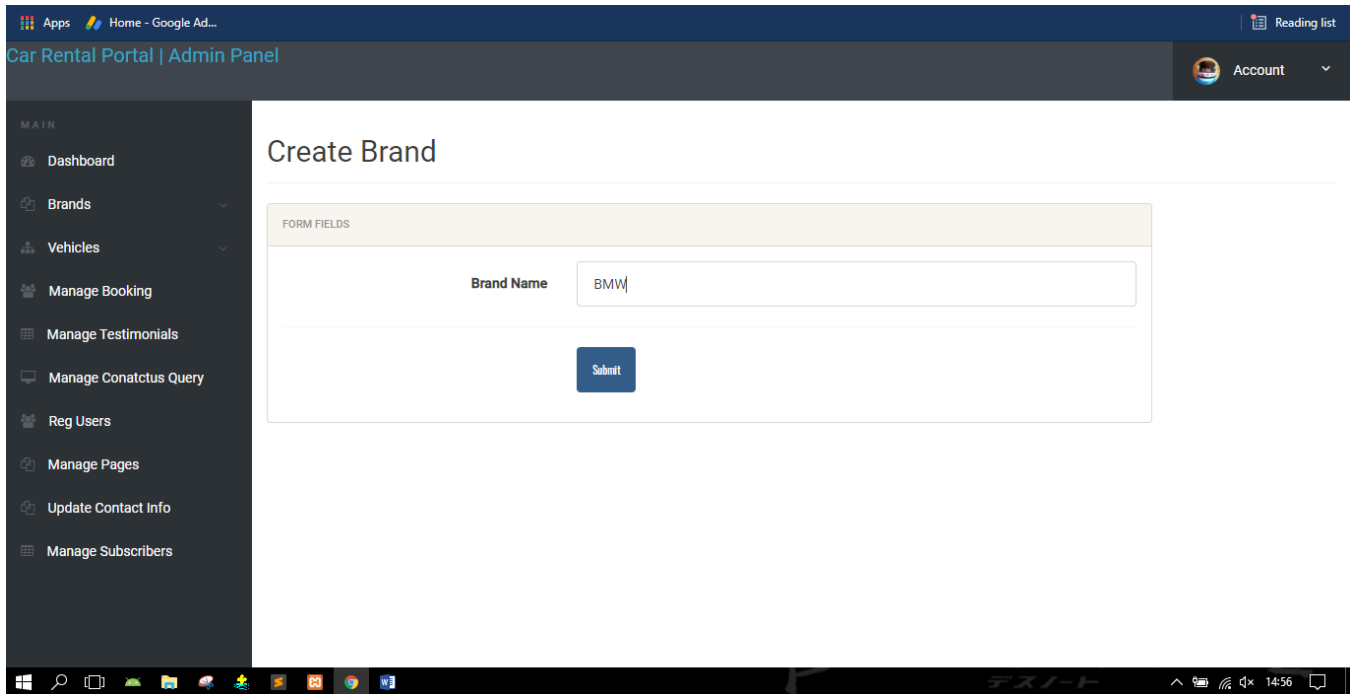 Apps Home - Google Ad... Reading list
Car Rental Portal | Admin Panel
Account
MAIN
Dashboard
Brands
Vehicles
Manage Booking
Manage Testimonials
Manage Conatctus Query
Reg Users
Manage Pages
Update Contact Info
Manage Subscribers
Create Brand
FORM FIELDS
Brand Name BMW
Submit
デスノート
14:56